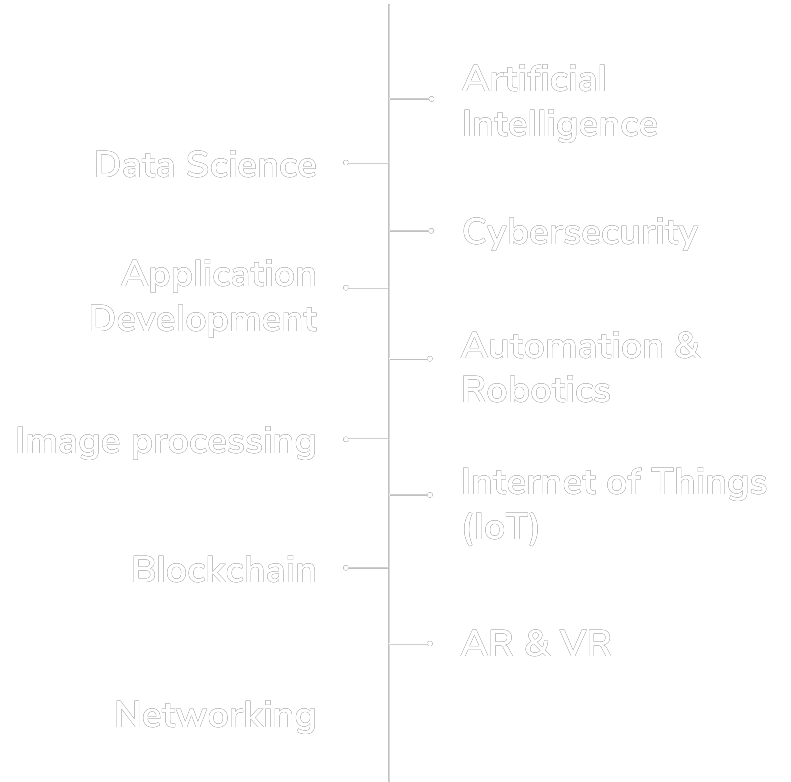 Artificial
Intelligence
Data Science
Cybersecurity
Application
Development
Automation &
Robotics
Image processing
Internet of Things
(IoT)
Blockchain
AR & VR
Networking